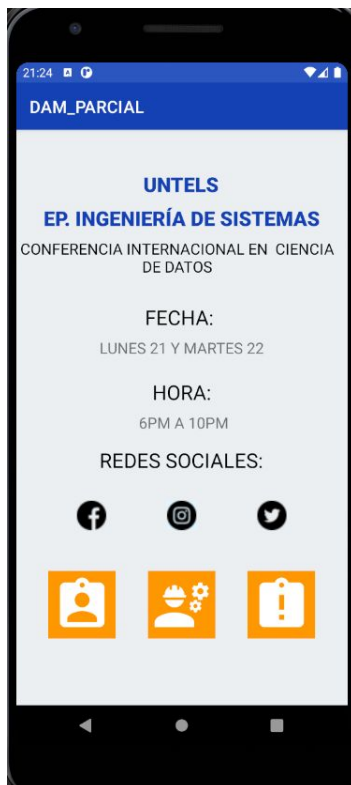 21:24
DAM_PARCIAL
UNTELS
EP. INGENIERÍA DE SISTEMAS
CONFERENCIA INTERNACIONAL EN CIENCIA
DE DATOS
FECHA:
LUNES 21 Y MARTES 22
HORA:
6PM A 10PM
REDES SOCIALES: